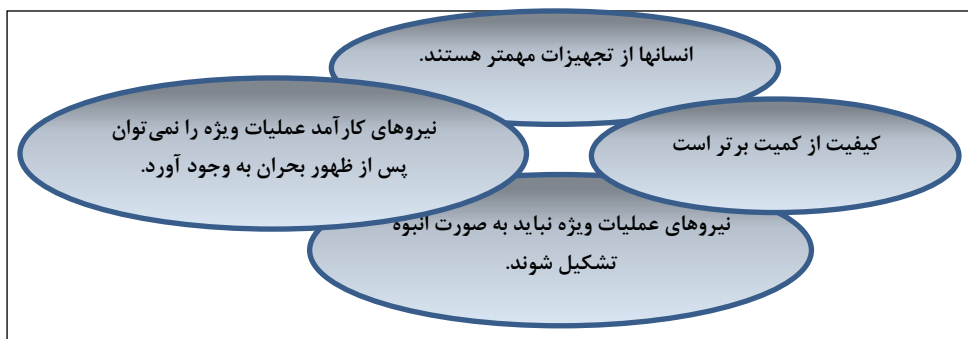 انسانها از تجهیزات مهمتر هستند.
کیفیت از کمیت برتر است
نیروهای کارآمد عملیات ویژه را نمی‌توان
پس از ظهور بحران به وجود آورد.
نیروهای عملیات ویژه نباید به صورت انبوه
تشکیل شوند.